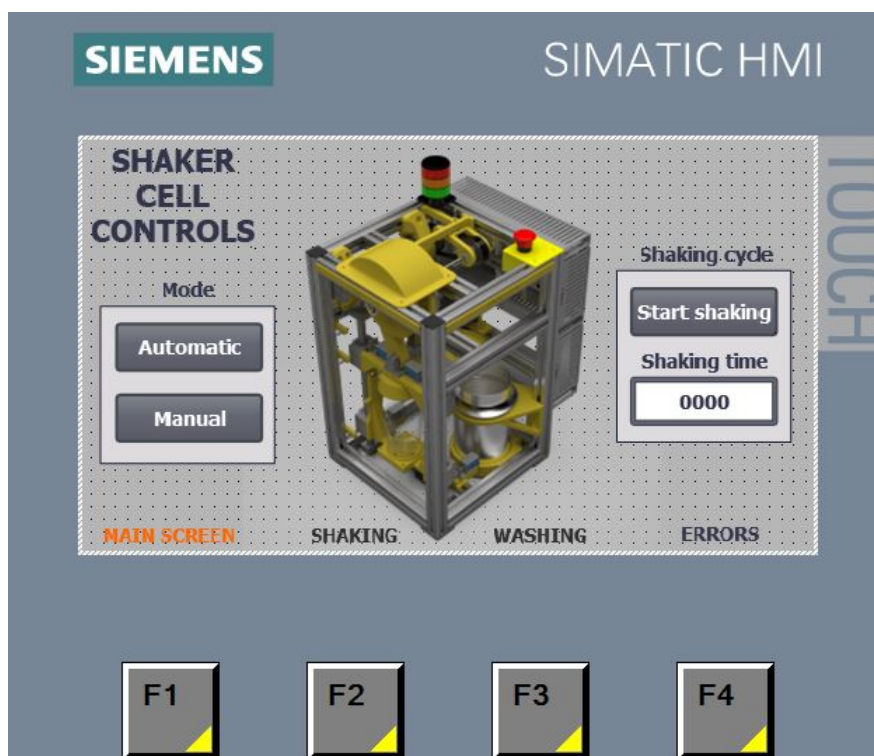 SIEMENS
SIMATIC HMI
TOUCH
SHAKER
CELL
CONTROLS
Mode
Automatic
Manual
Shaking cycle
Start shaking
Shaking time
0000
MAIN SCREEN
SHAKING
WASHING
ERRORS
F1
F2
F3
F4